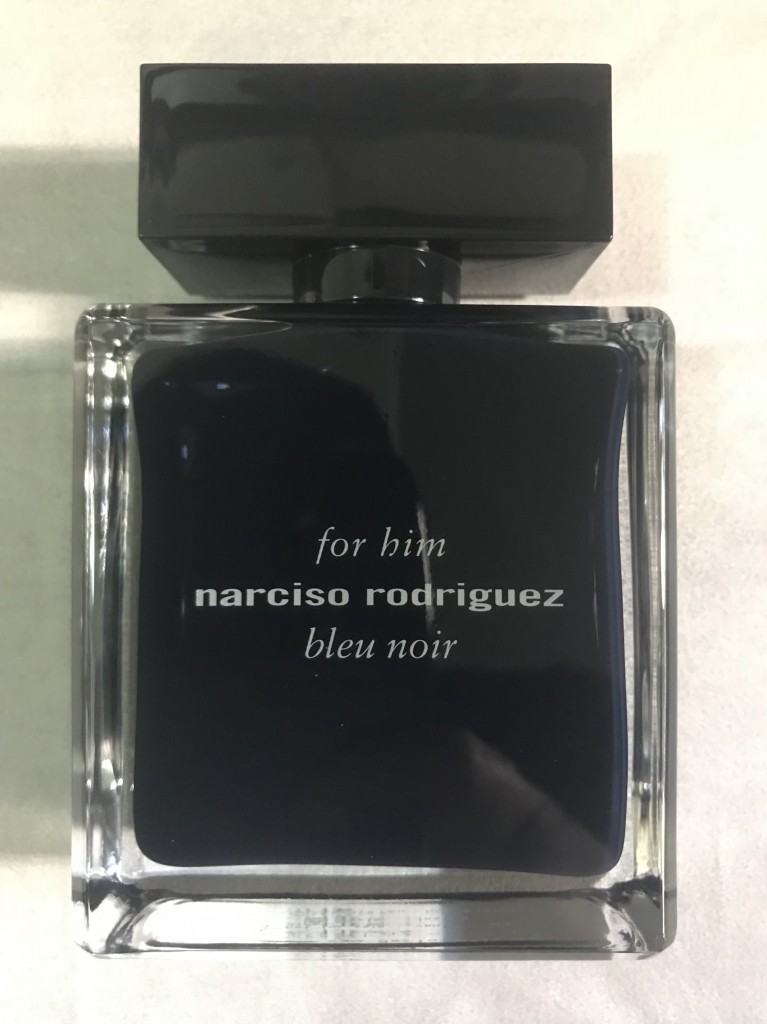 for him
narciso rodriguez
bleu noir